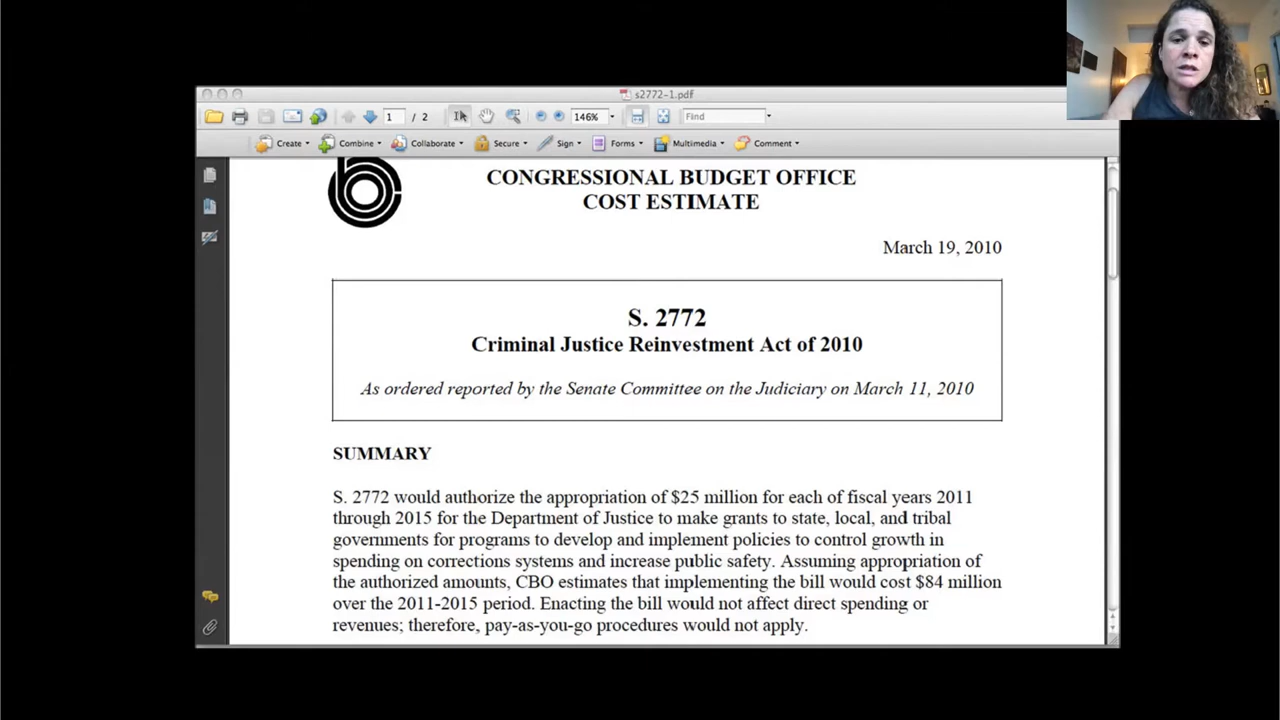 s2772-1.pdf
1 / 2 146% Find
Create Combine Collaborate Secure Sign Forms Multimedia Comment
CONGRESSIONAL BUDGET OFFICE
COST ESTIMATE
March 19, 2010
S. 2772
Criminal Justice Reinvestment Act of 2010
As ordered reported by the Senate Committee on the Judiciary on March 11, 2010
SUMMARY
S. 2772 would authorize the appropriation of $25 million for each of fiscal years 2011
through 2015 for the Department of Justice to make grants to state, local, and tribal
governments for programs to develop and implement policies to control growth in
spending on corrections systems and increase public safety. Assuming appropriation of
the authorized amounts, CBO estimates that implementing the bill would cost $84 million
over the 2011-2015 period. Enacting the bill would not affect direct spending or
revenues; therefore, pay-as-you-go procedures would not apply.